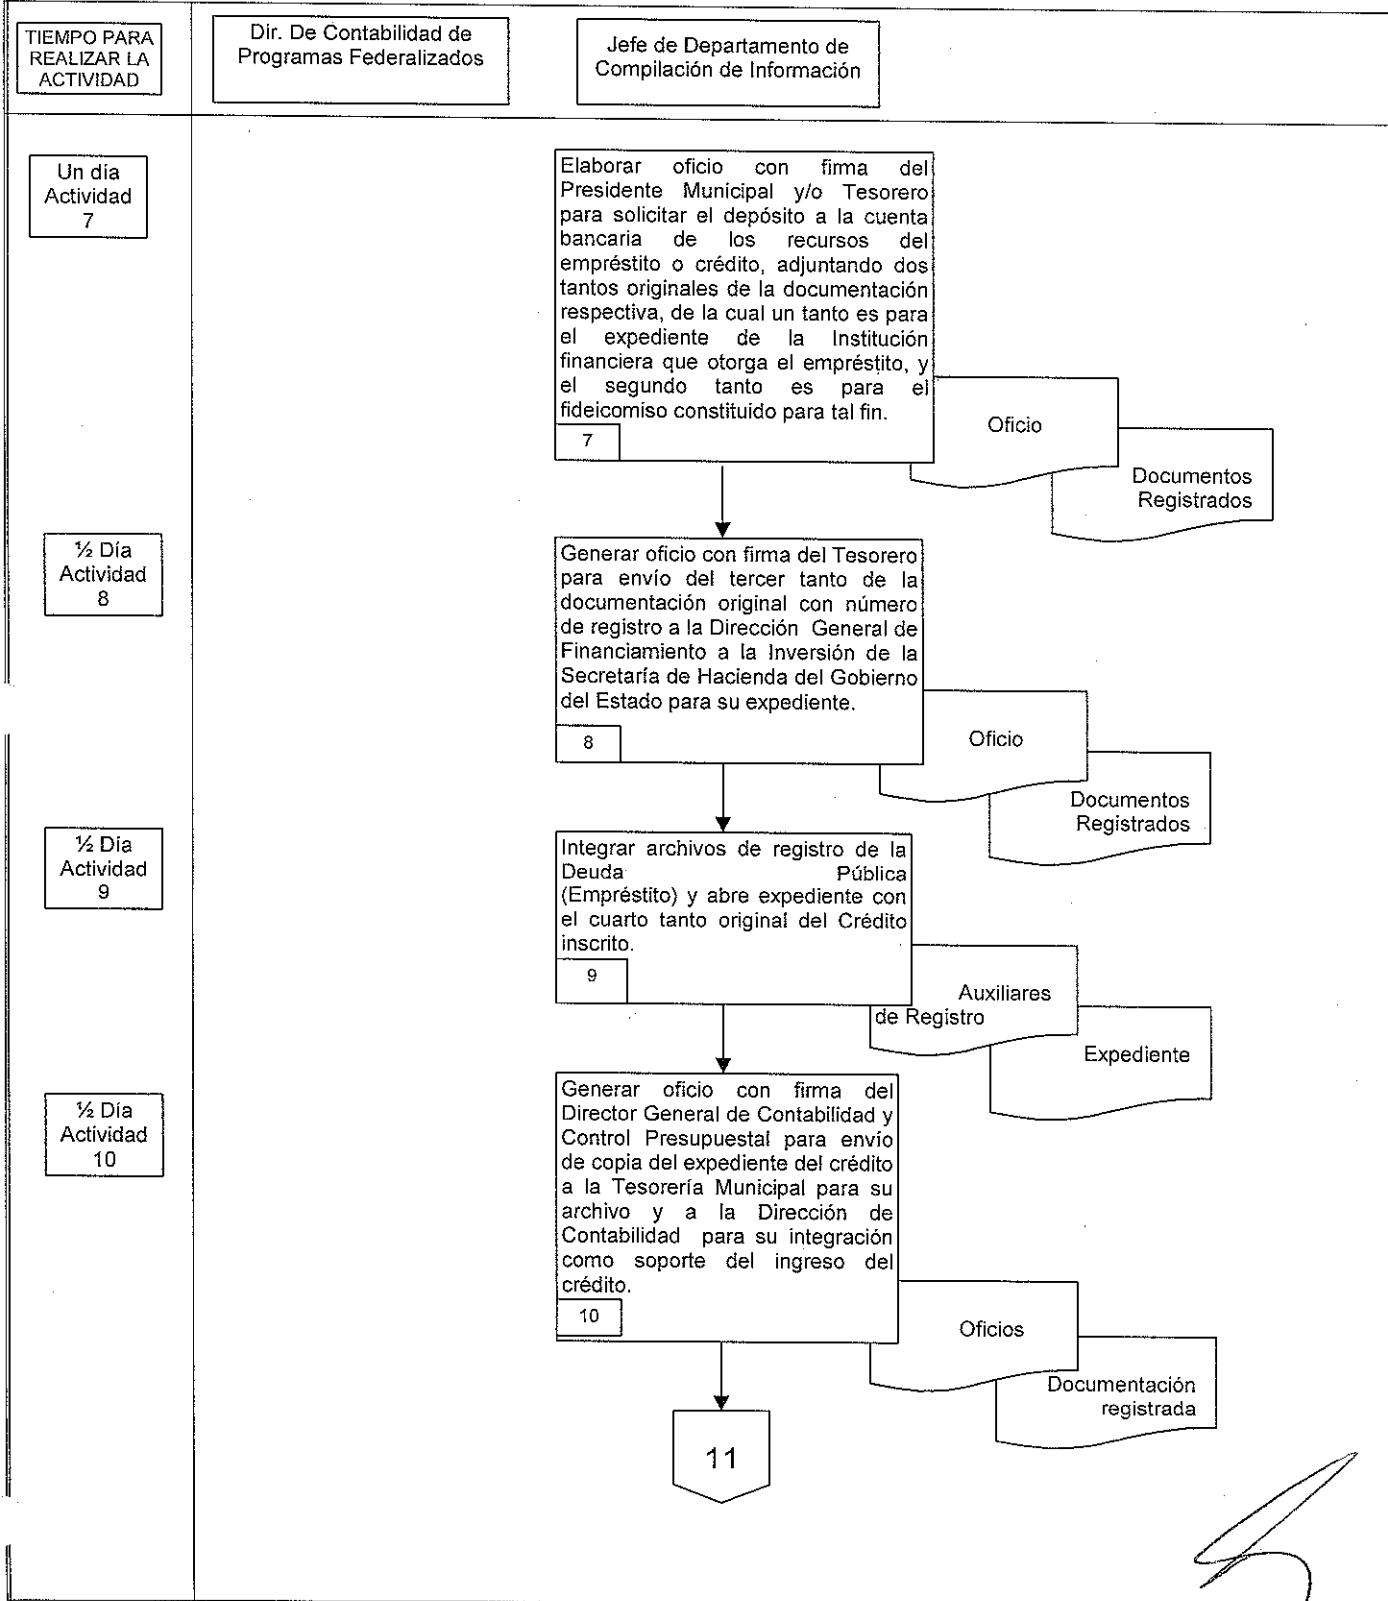 TIEMPO PARA
REALIZAR LA
ACTIVIDAD
Dir. De Contabilidad de
Programas Federalizados
Jefe de Departamento de
Compilación de Información
Un día
Actividad
7
Elaborar oficio con firma del
Presidente Municipal y/o Tesorero
para solicitar el depósito a la cuenta
bancaria de los recursos del
empréstito o crédito, adjuntando dos
tantos originales de la documentación
respectiva, de la cual un tanto es para
el expediente de la Institución
financiera que otorga el empréstito, y
el segundo tanto es para el
fideicomiso constituido para tal fin.
7
Oficio
Documentos
Registrados
½ Día
Actividad
8
Generar oficio con firma del Tesorero
para envío del tercer tanto de la
documentación original con número
de registro a la Dirección General de
Financiamiento a la Inversión de la
Secretaría de Hacienda del Gobierno
del Estado para su expediente.
8
Oficio
Documentos
Registrados
½ Día
Actividad
9
Integrar archivos de registro de la
Deuda Pública
(Empréstito) y abre expediente con
el cuarto tanto original del Crédito
inscrito.
9
Auxiliares
de Registro
Expediente
½ Día
Actividad
10
Generar oficio con firma del
Director General de Contabilidad y
Control Presupuestal para envío
de copia del expediente del crédito
a la Tesorería Municipal para su
archivo y a la Dirección de
Contabilidad para su integración
como soporte del ingreso del
crédito.
10
Oficios
Documentación
registrada
11